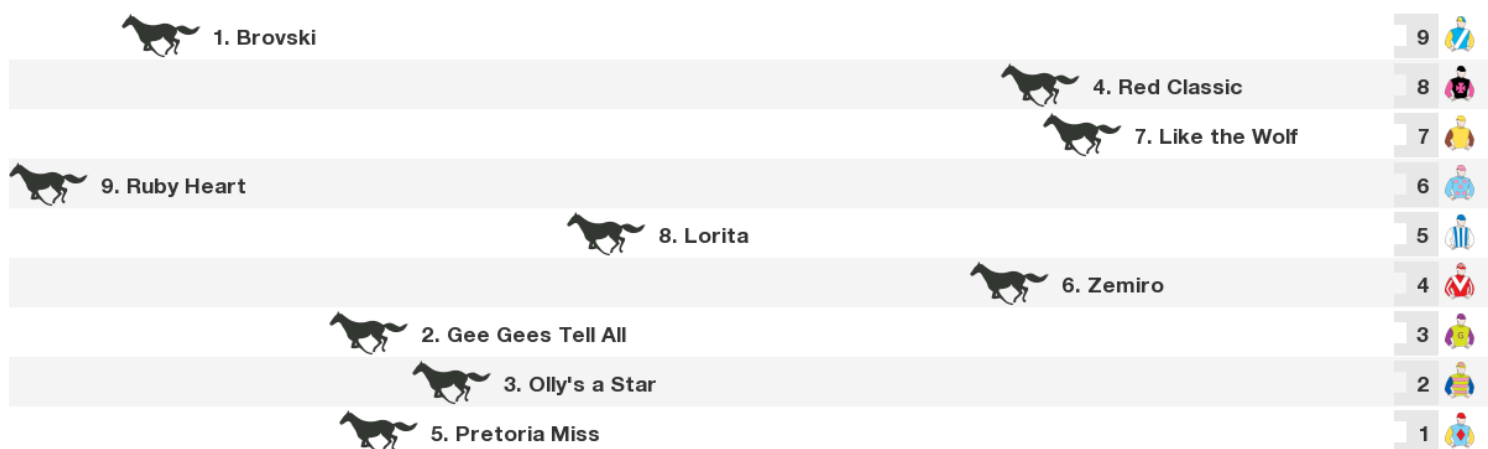 1. Brovski 9
4. Red Classic 8
7. Like the Wolf 7
9. Ruby Heart 6
8. Lorita 5
6. Zemiro 4
2. Gee Gees Tell All 3 G
3. Olly's a Star 2
5. Pretoria Miss 1